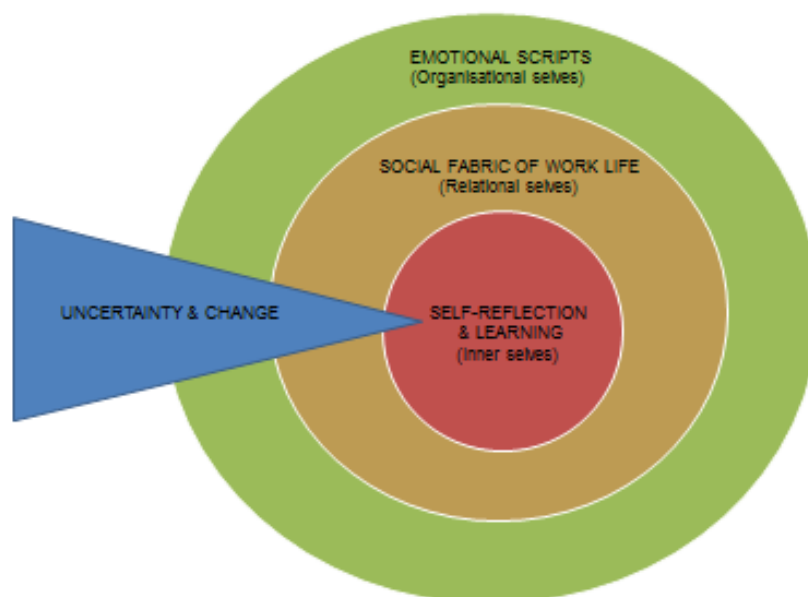 EMOTIONAL SCRIPTS
(Organisational selves)
SOCIAL FABRIC OF WORK LIFE
(Relational selves)
UNCERTAINTY & CHANGE
SELF-REFLECTION
& LEARNING
(Inner selves)